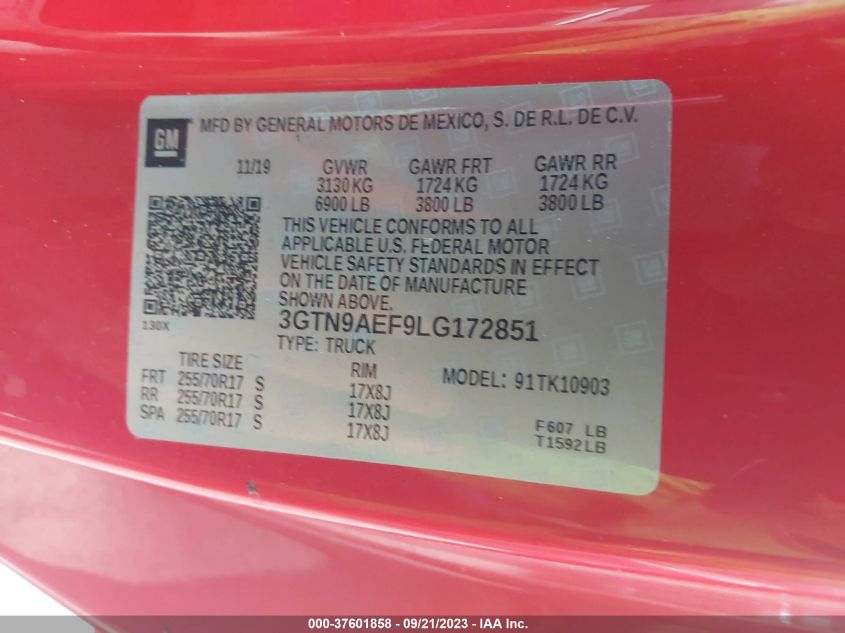 GM ® MFD BY GENERAL MOTORS DE MEXICO, S. DE R.L. DE C.V.
11/19 GVWR GAWR FRT GAWR RR
3130 KG 1724 KG 1724 KG
6900 LB 3800 LB 3800 LB
THIS VEHICLE CONFORMS TO ALL
APPLICABLE U.S. FEDERAL MOTOR
VEHICLE SAFETY STANDARDS IN EFFECT
ON THE DATE OF MANUFACTURE
SHOWN ABOVE.
130X
3GTN9AEF9LG172851
TYPE: TRUCK
TIRE SIZE RIM MODEL: 91TK10903
FRT 255/70R17 S 17X8J
RR 255/70R17 S 17X8J
SPA 255/70R17 S 17X8J
F607 LB
T1592LB
000-37601858 - 09/21/2023 - Copyright IAA, Inc.